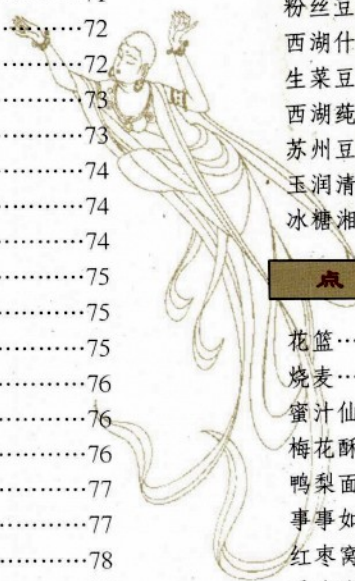 ……………72
……………72
……………73
……………73
……………74
……………74
……………74
……………75
……………75
……………75
……………76
……………76
……………76
……………77
……………77
……………78
粉丝豆
西湖什
生菜豆
西湖莼
苏州豆
玉润清
冰糖湘
点
花篮…
烧麦…
蜜汁仙
梅花酥
鸭梨面
事事如
红枣窝